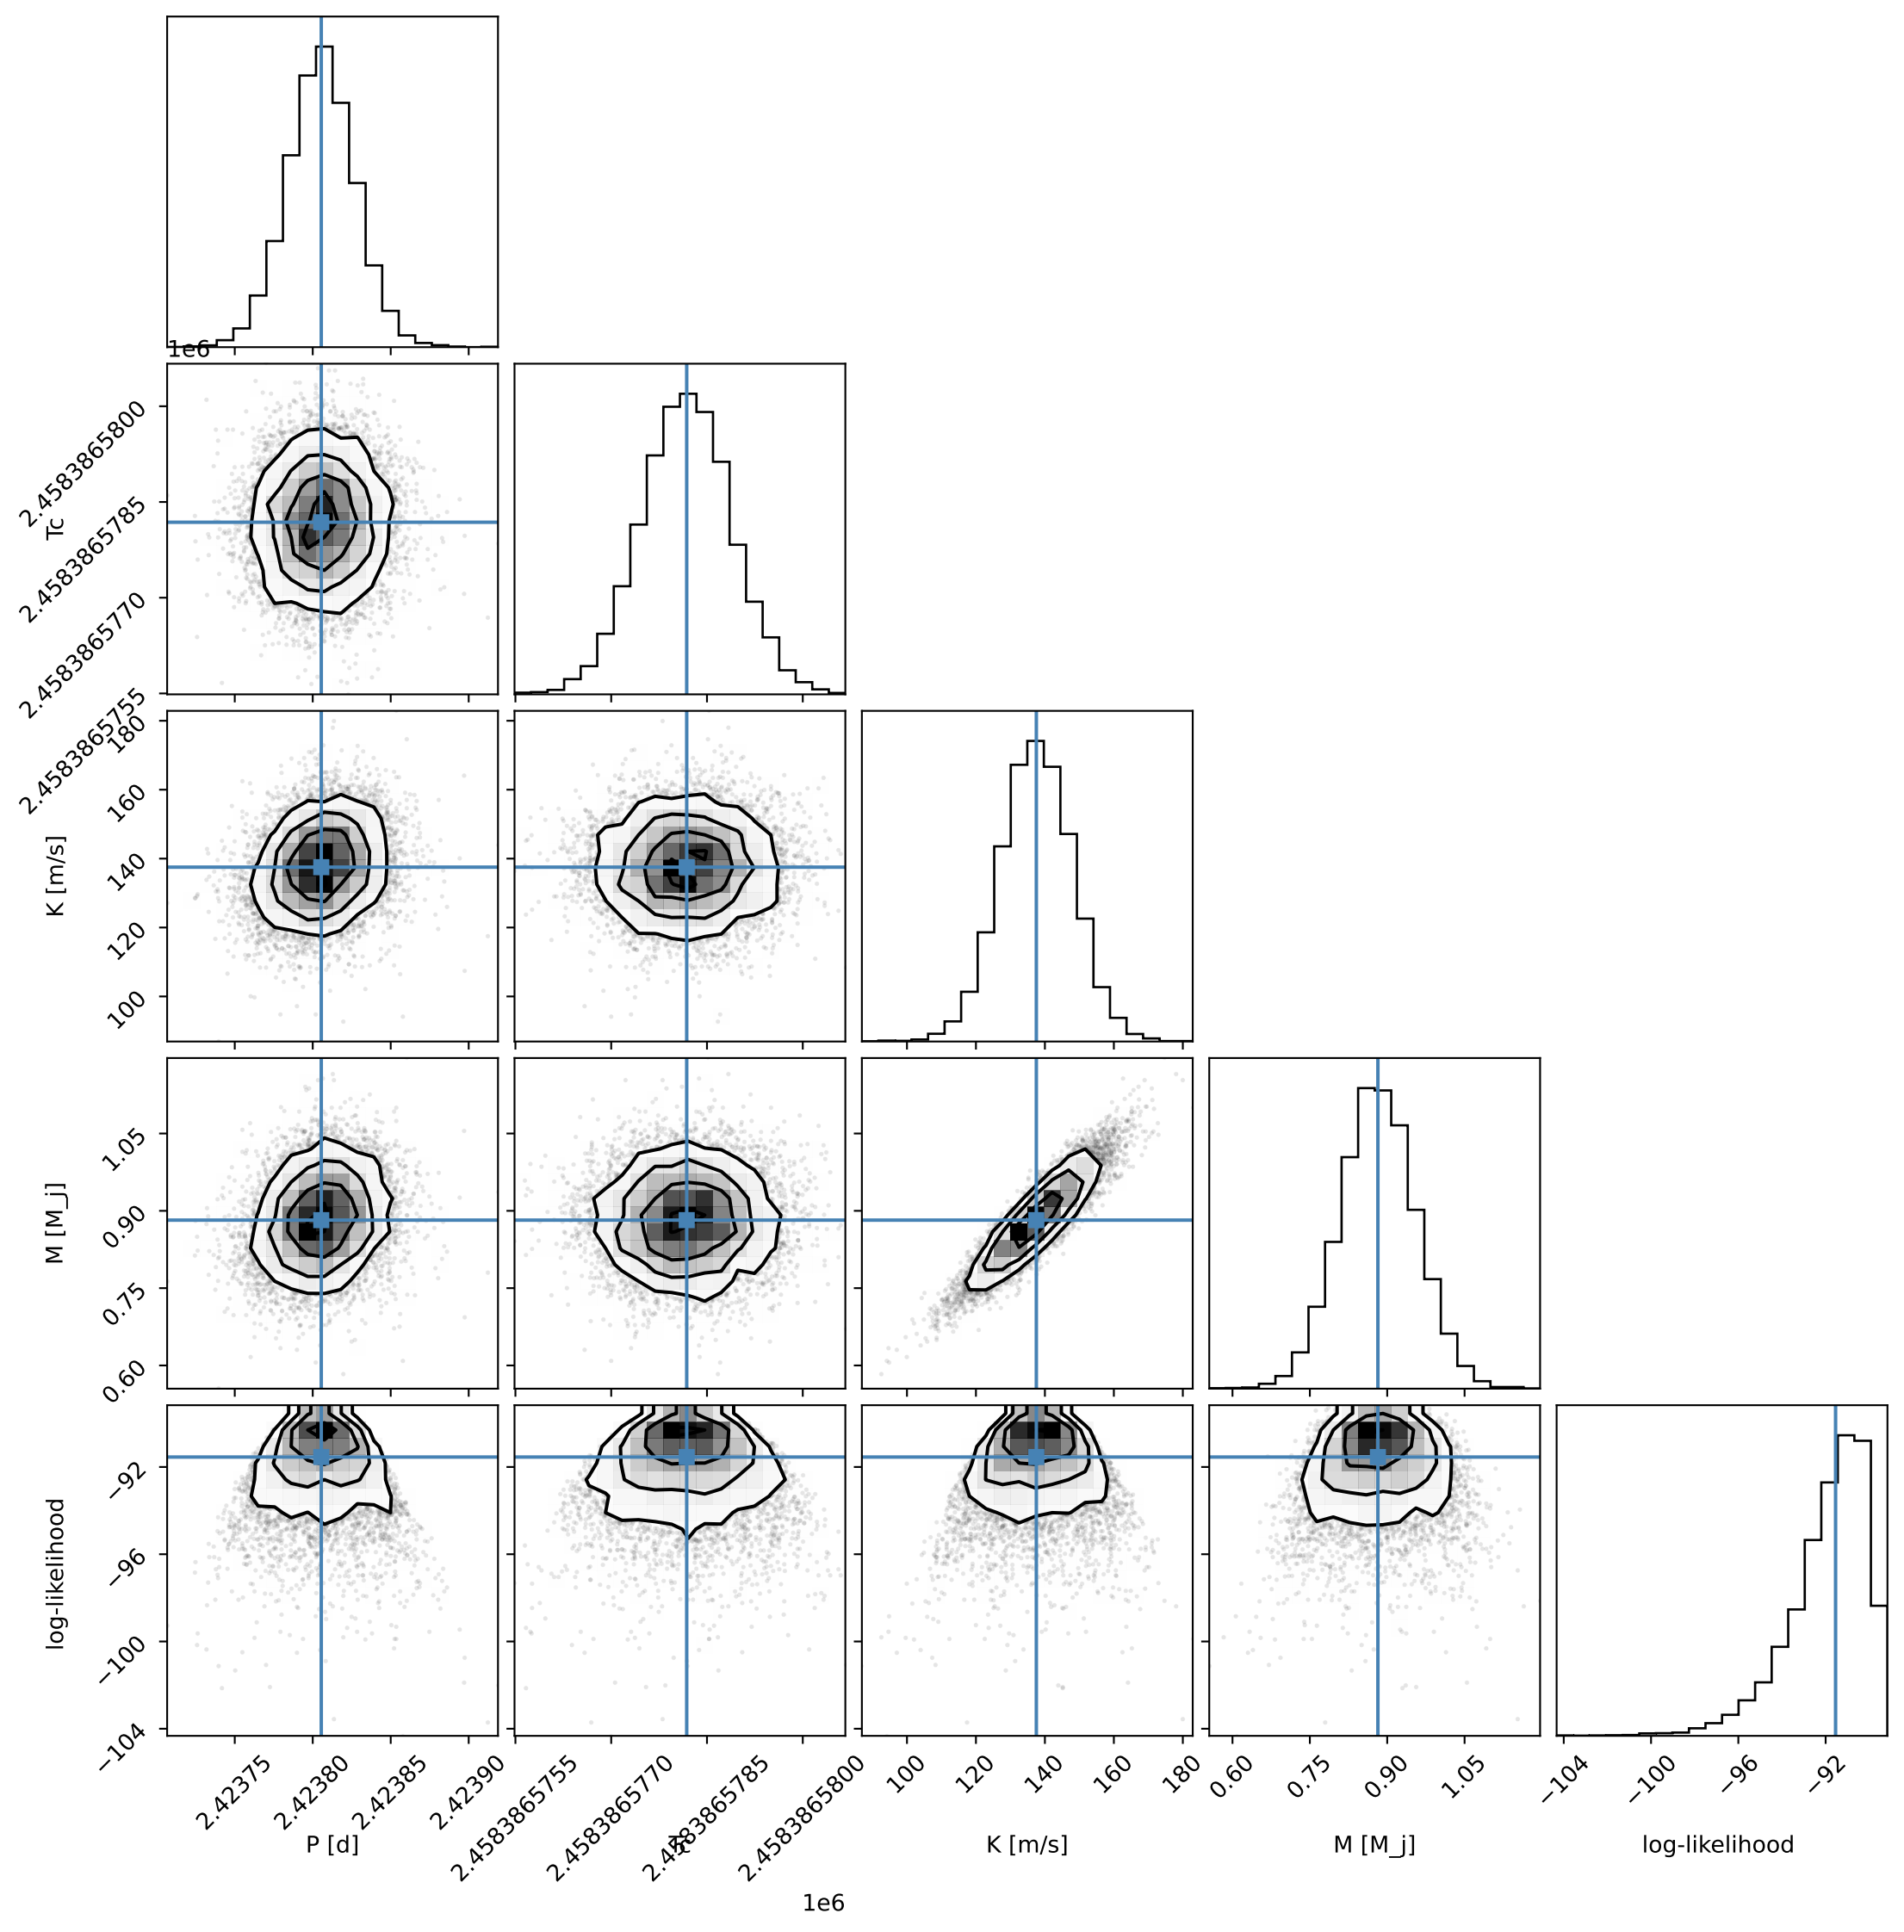 1e6
2.4583865800
2.4583865785
2.4583865770
2.4583865755
Tc
180
160
140
120
100
K [m/s]
1.05
0.90
0.75
0.60
M [M_j]
−92
−96
−100
−104
log-likelihood
2.42375 2.42380 2.42385 2.42390
P [d]
2.4583865755 2.4583865770 2.4583865785 2.4583865800
Tc
1e6
100 120 140 160 180
K [m/s]
0.60 0.75 0.90 1.05
M [M_j]
−104 −100 −96 −92
log-likelihood